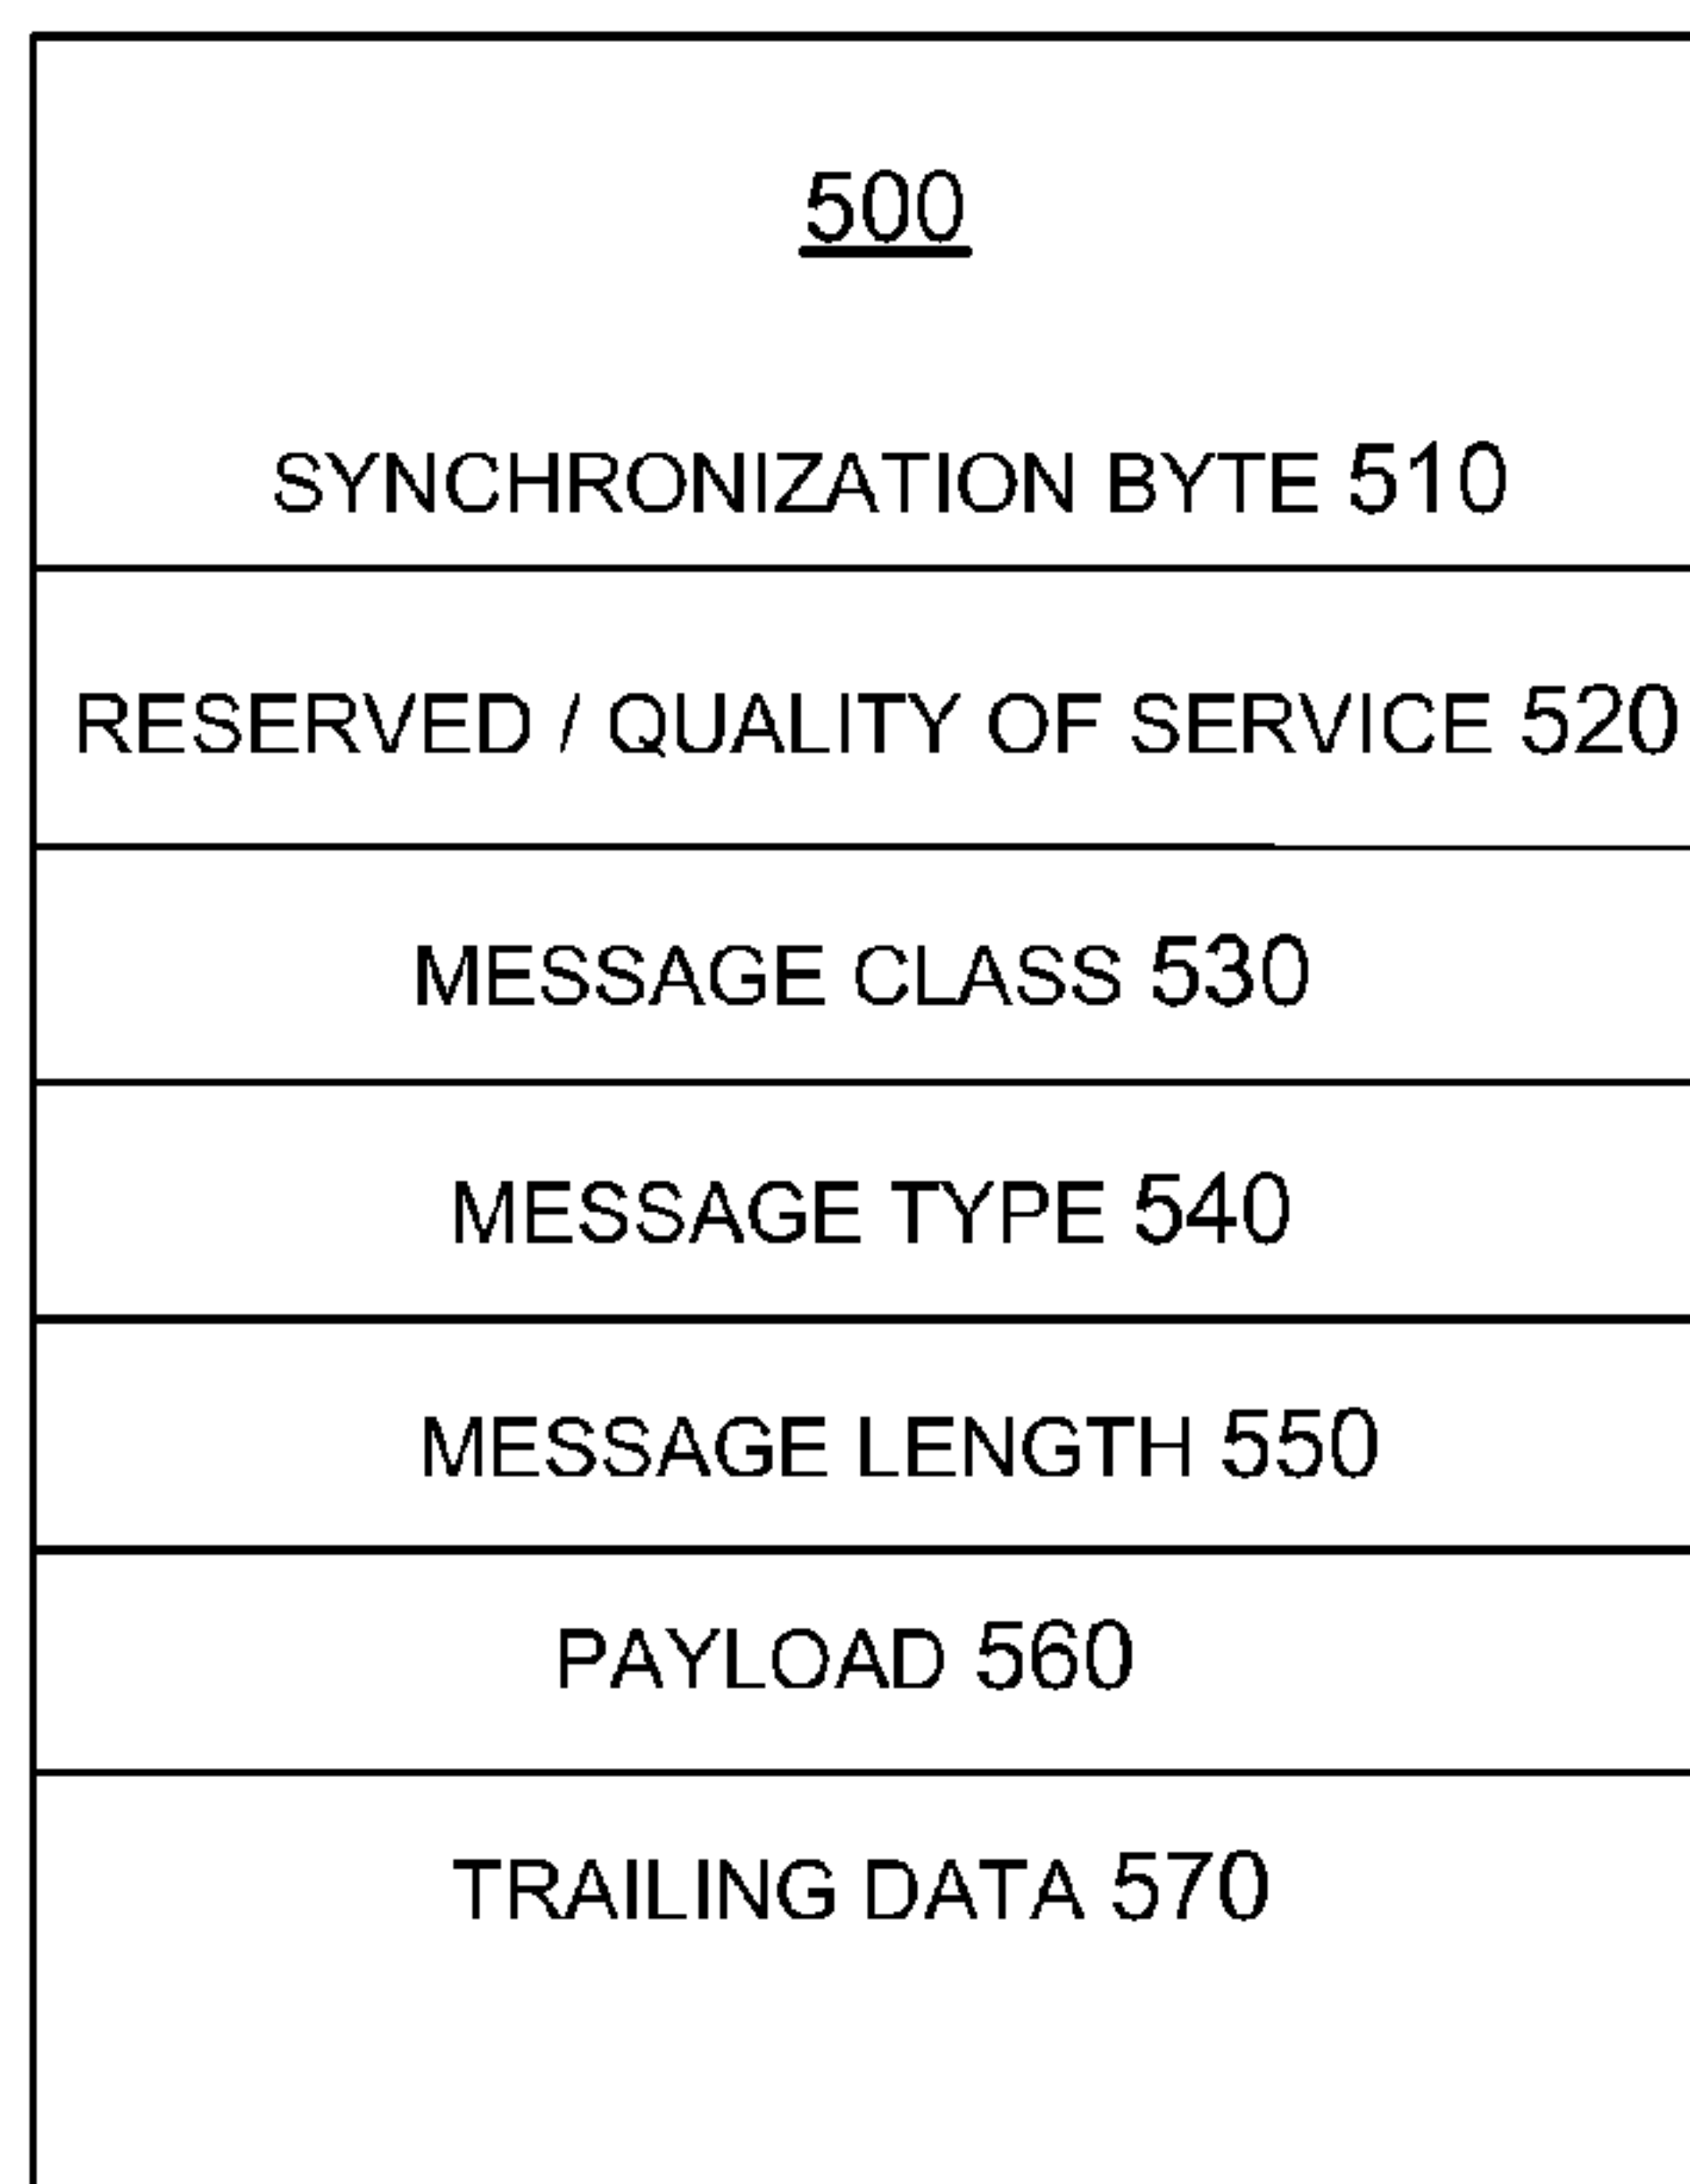 500
SYNCHRONIZATION BYTE 510
RESERVED / QUALITY OF SERVICE 520
MESSAGE CLASS 530
MESSAGE TYPE 540
MESSAGE LENGTH 550
PAYLOAD 560
TRAILING DATA 570